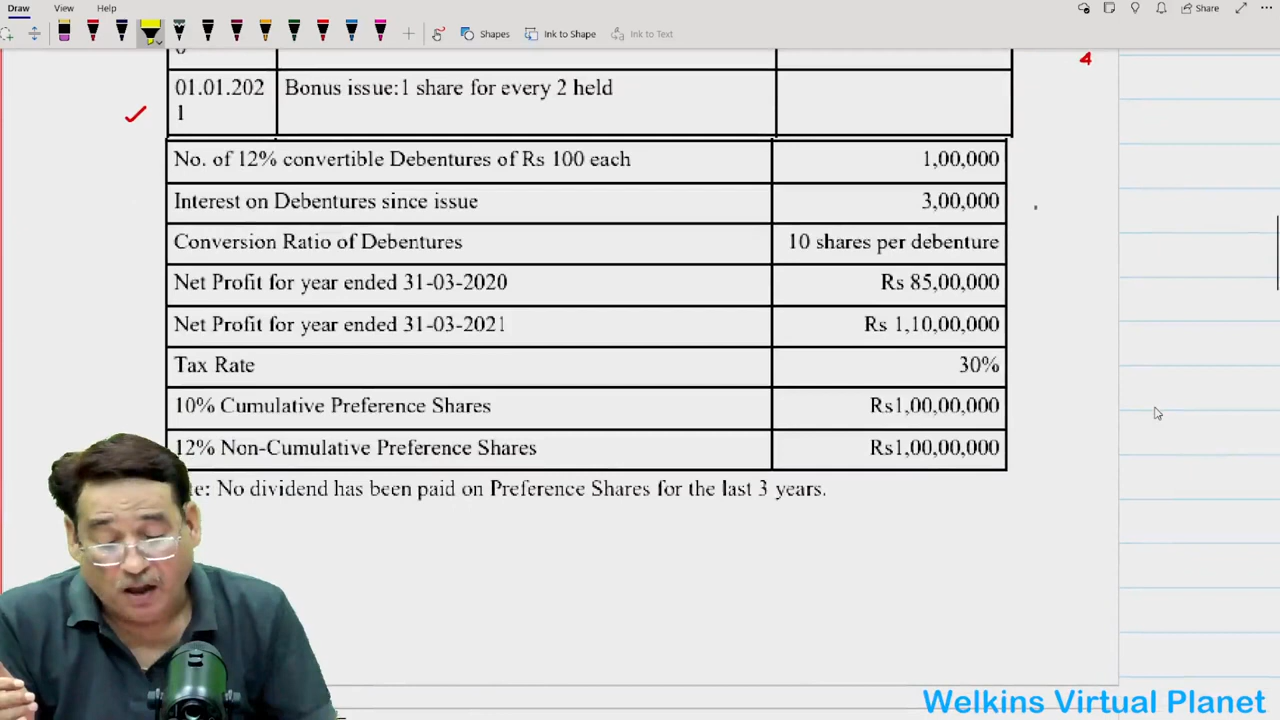 Draw View Help Share
Shapes Ink to Shape Ink to Text
4
01.01.202 Bonus issue:1 share for every 2 held
1
No. of 12% convertible Debentures of Rs 100 each 1,00,000
Interest on Debentures since issue 3,00,000
Conversion Ratio of Debentures 10 shares per debenture
Net Profit for year ended 31-03-2020 Rs 85,00,000
Net Profit for year ended 31-03-2021 Rs 1,10,00,000
Tax Rate 30%
10% Cumulative Preference Shares Rs1,00,00,000
12% Non-Cumulative Preference Shares Rs1,00,00,000
No dividend has been paid on Preference Shares for the last 3 years.
Welkins Virtual Planet